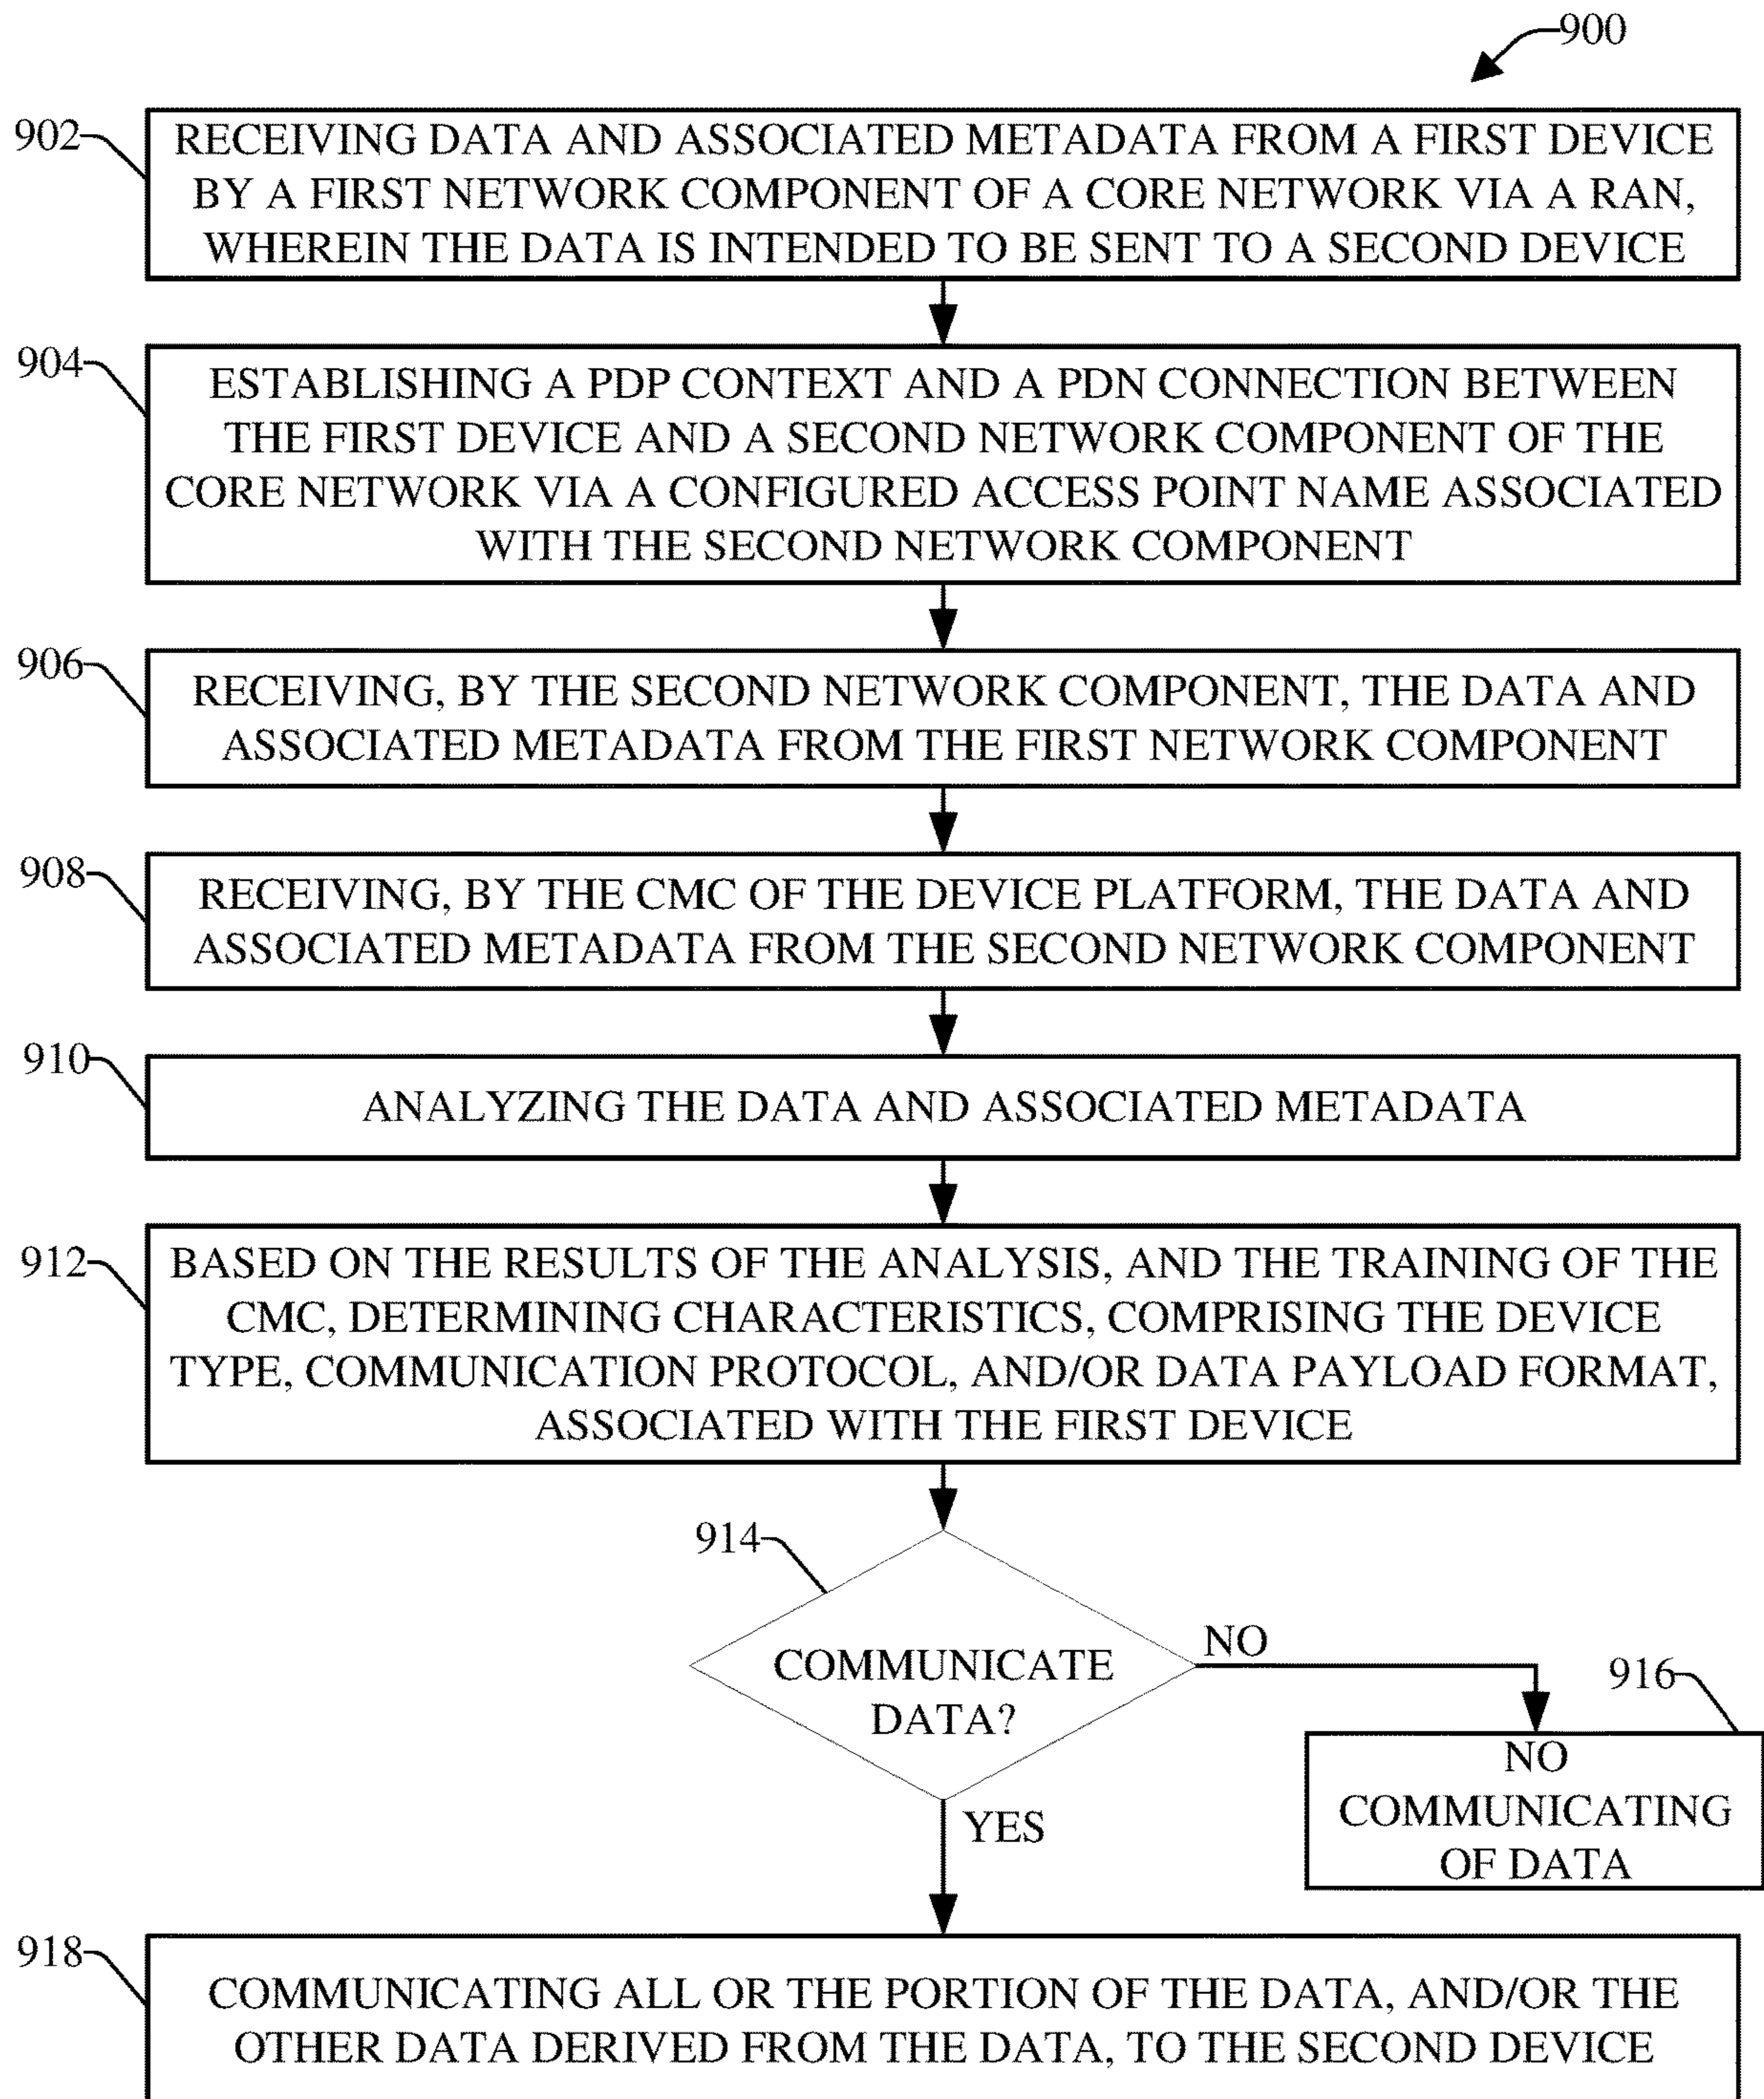 900
902
RECEIVING DATA AND ASSOCIATED METADATA FROM A FIRST DEVICE
BY A FIRST NETWORK COMPONENT OF A CORE NETWORK VIA A RAN,
WHEREIN THE DATA IS INTENDED TO BE SENT TO A SECOND DEVICE
904
ESTABLISHING A PDP CONTEXT AND A PDN CONNECTION BETWEEN
THE FIRST DEVICE AND A SECOND NETWORK COMPONENT OF THE
CORE NETWORK VIA A CONFIGURED ACCESS POINT NAME ASSOCIATED
WITH THE SECOND NETWORK COMPONENT
906
RECEIVING, BY THE SECOND NETWORK COMPONENT, THE DATA AND
ASSOCIATED METADATA FROM THE FIRST NETWORK COMPONENT
908
RECEIVING, BY THE CMC OF THE DEVICE PLATFORM, THE DATA AND
ASSOCIATED METADATA FROM THE SECOND NETWORK COMPONENT
910
ANALYZING THE DATA AND ASSOCIATED METADATA
912
BASED ON THE RESULTS OF THE ANALYSIS, AND THE TRAINING OF THE
CMC, DETERMINING CHARACTERISTICS, COMPRISING THE DEVICE
TYPE, COMMUNICATION PROTOCOL, AND/OR DATA PAYLOAD FORMAT,
ASSOCIATED WITH THE FIRST DEVICE
914
COMMUNICATE
DATA?
NO
916
NO
COMMUNICATING
OF DATA
YES
918
COMMUNICATING ALL OR THE PORTION OF THE DATA, AND/OR THE
OTHER DATA DERIVED FROM THE DATA, TO THE SECOND DEVICE